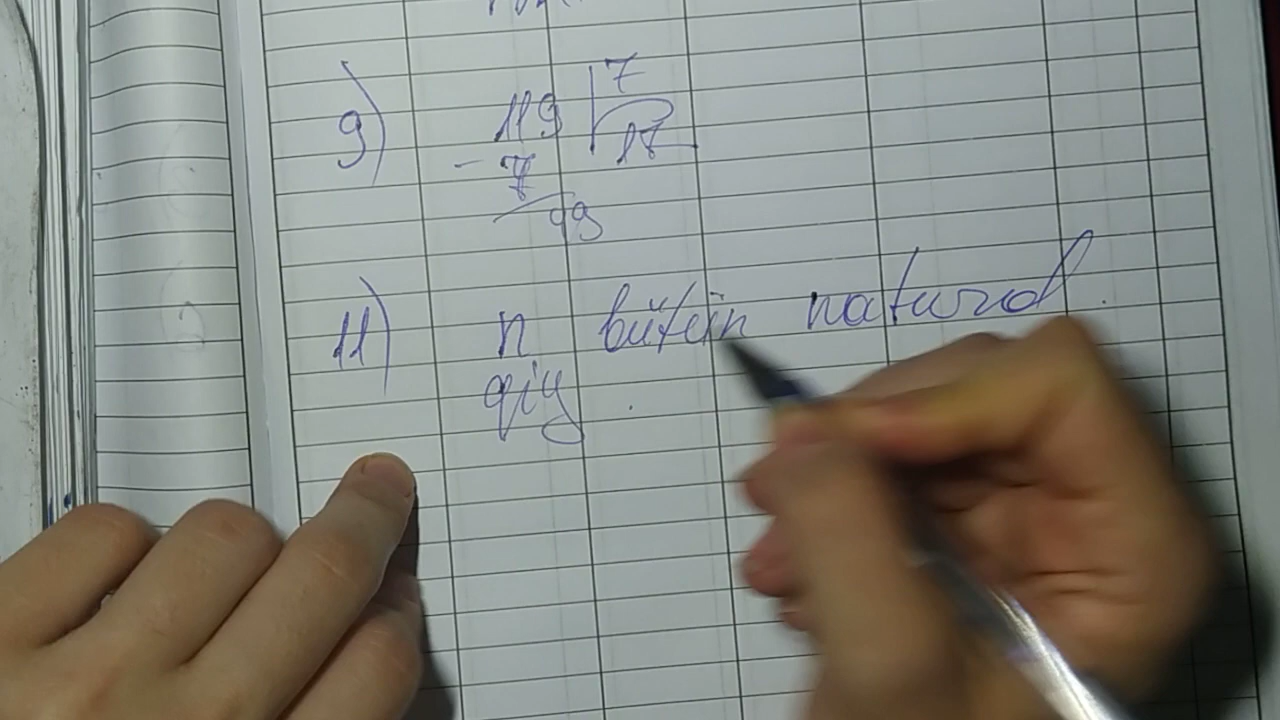 9) 119 | 7
- 7 17
49
11) n bütün natural
qiy